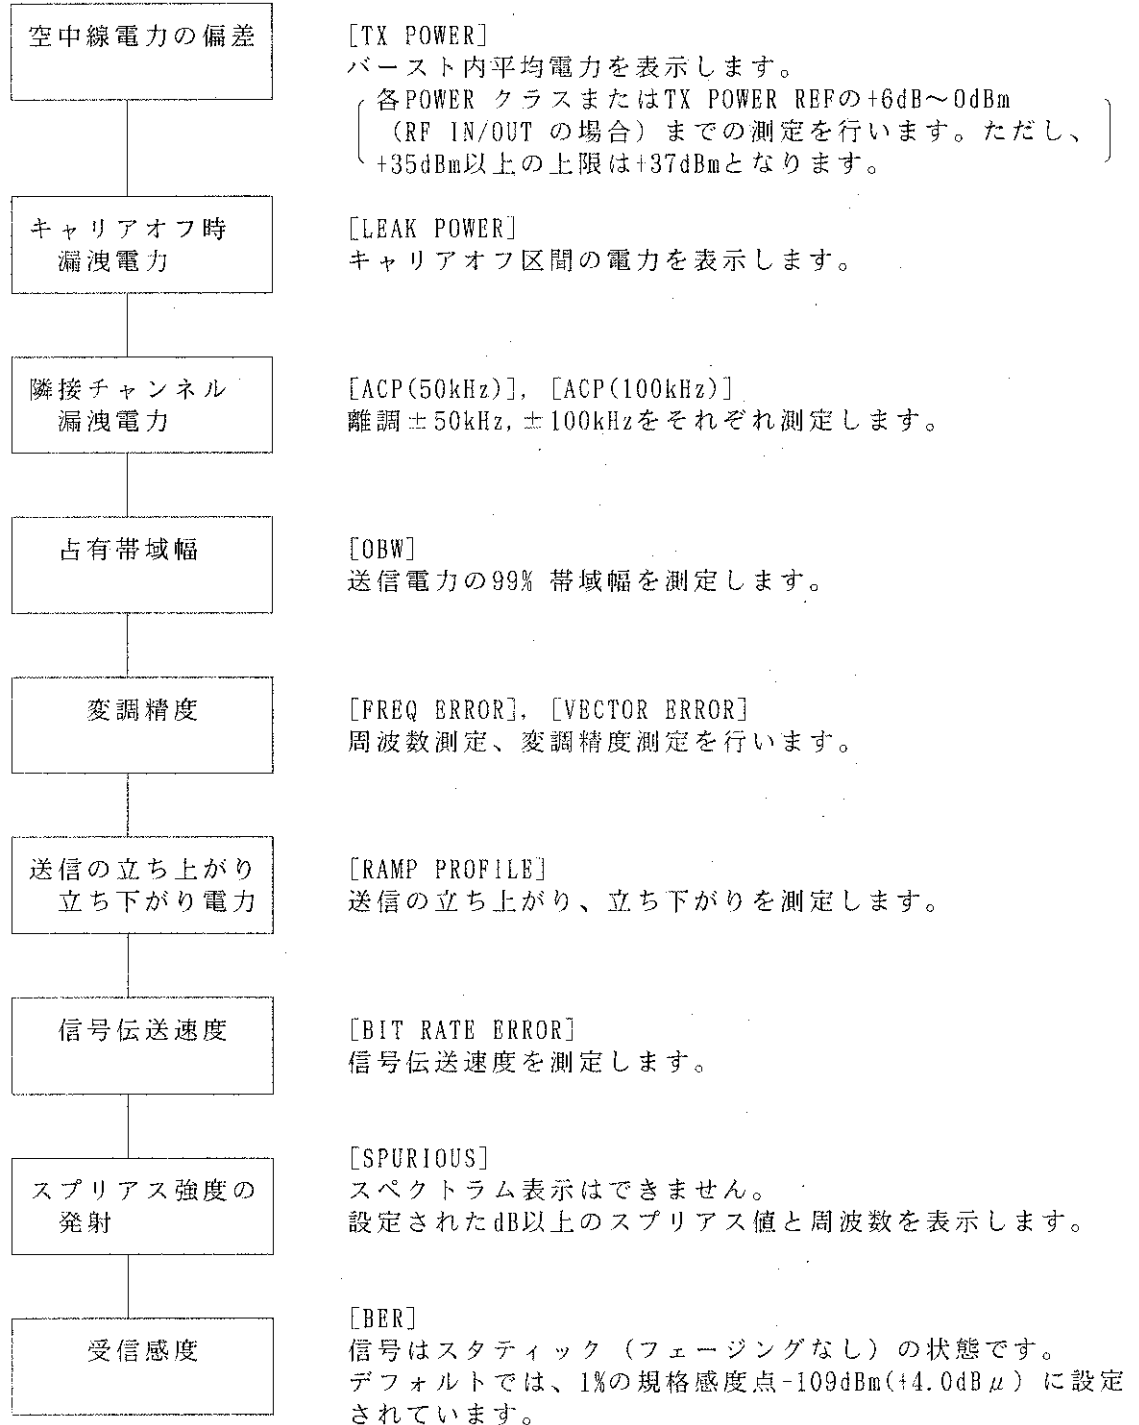 空中線電力の偏差
[TX POWER]
バースト内平均電力を表示します。
各POWER クラスまたはTX POWER REFの+6dB～0dBm
（RF IN/OUT の場合）までの測定を行います。ただし、
+35dBm以上の上限は+37dBmとなります。
キャリアオフ時
漏洩電力
[LEAK POWER]
キャリアオフ区間の電力を表示します。
隣接チャンネル
漏洩電力
[ACP(50kHz)], [ACP(100kHz)]
離調±50kHz,±100kHzをそれぞれ測定します。
占有帯域幅
[OBW]
送信電力の99% 帯域幅を測定します。
変調精度
[FREQ ERROR], [VECTOR ERROR]
周波数測定、変調精度測定を行います。
送信の立ち上がり
立ち下がり電力
[RAMP PROFILE]
送信の立ち上がり、立ち下がりを測定します。
信号伝送速度
[BIT RATE ERROR]
信号伝送速度を測定します。
スプリアス強度の
発射
[SPURIOUS]
スペクトラム表示はできません。
設定されたdB以上のスプリアス値と周波数を表示します。
受信感度
[BER]
信号はスタティック（フェージングなし）の状態です。
デフォルトでは、1%の規格感度点-109dBm(+4.0dBμ）に設定
されています。